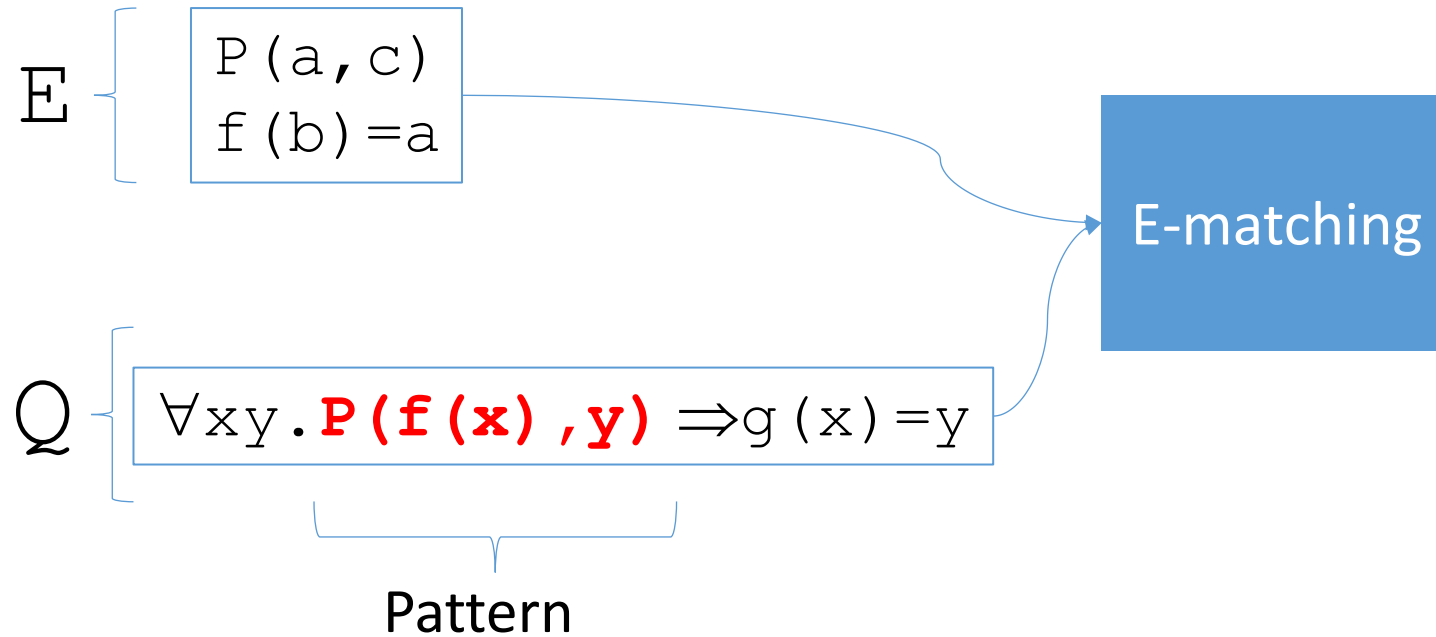 E
P(a,c)
f(b)=a
E-matching
Q
∀xy.P(f(x),y)⇒g(x)=y
Pattern